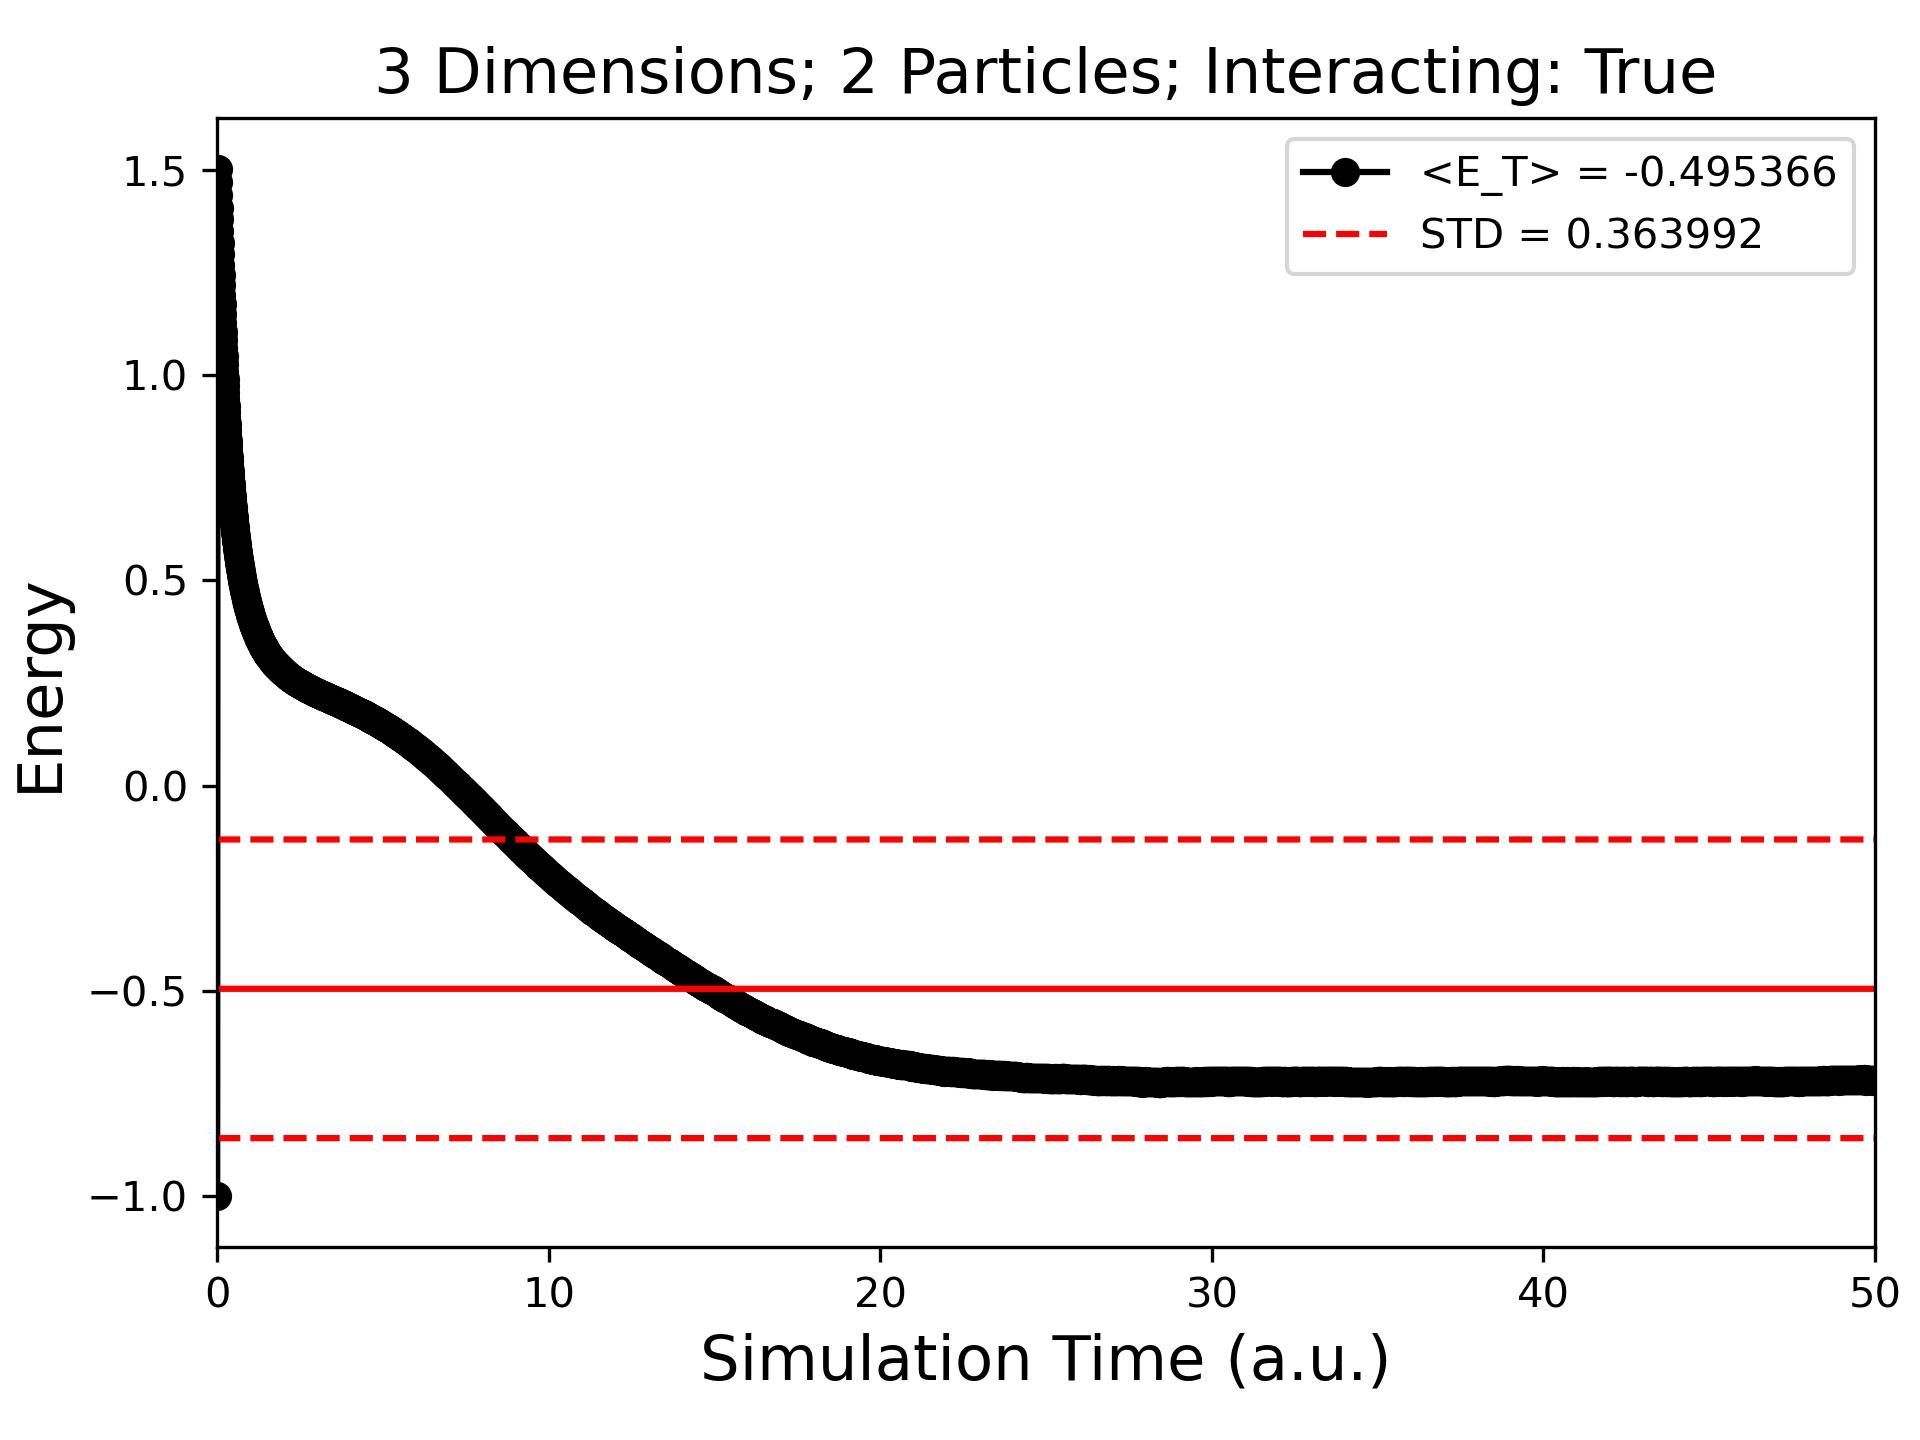 3 Dimensions; 2 Particles; Interacting: True
<E_T> = -0.495366
STD = 0.363992
Energy
1.5
1.0
0.5
0.0
−0.5
−1.0
0 10 20 30 40 50
Simulation Time (a.u.)